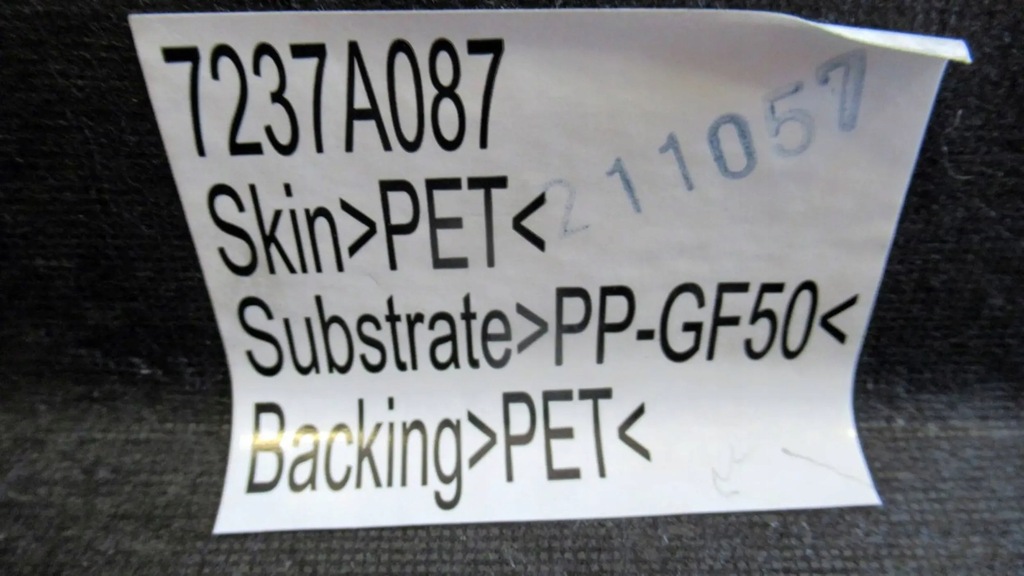 7237A087
211057
Skin>PET<
Substrate>PP-GF50<
Backing>PET<